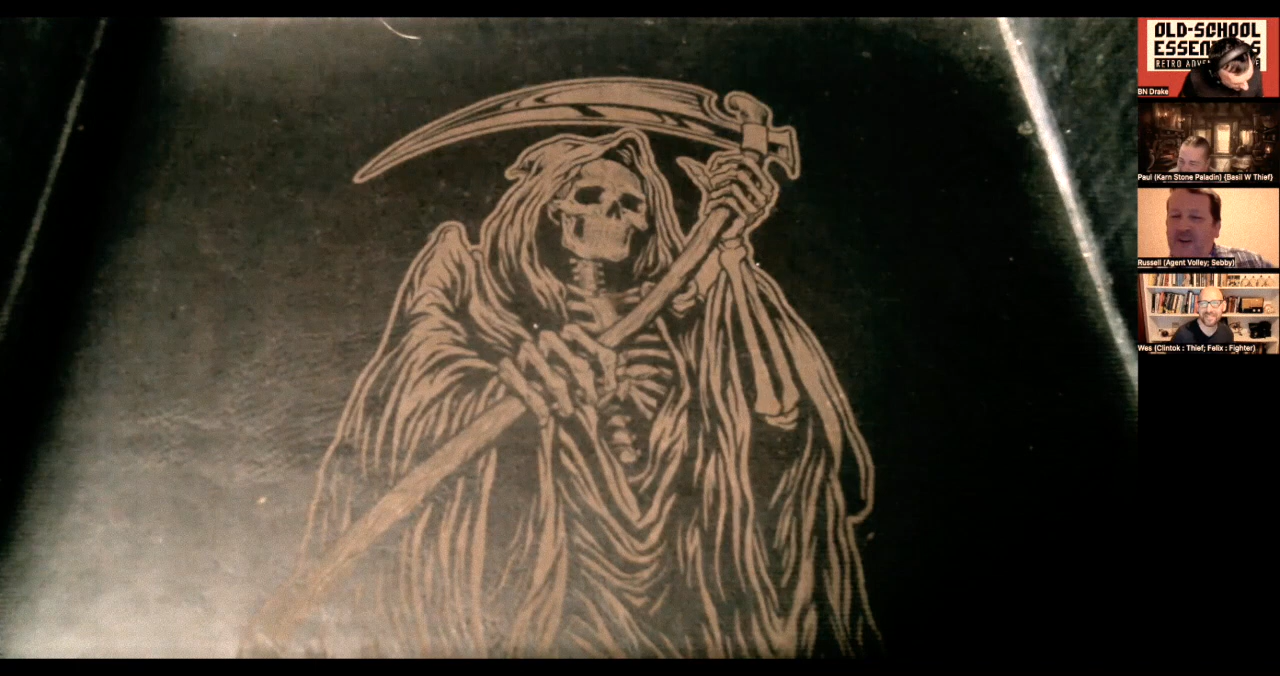 OLD-SCHOOL
ESSEN
RETRO ADVEN
BN Drake
Paul (Karn Stone Paladin) {Basil W Thief}
Russell (Agent Volley; Sebby)
Wes (Clintok : Thief; Felix : Fighter)